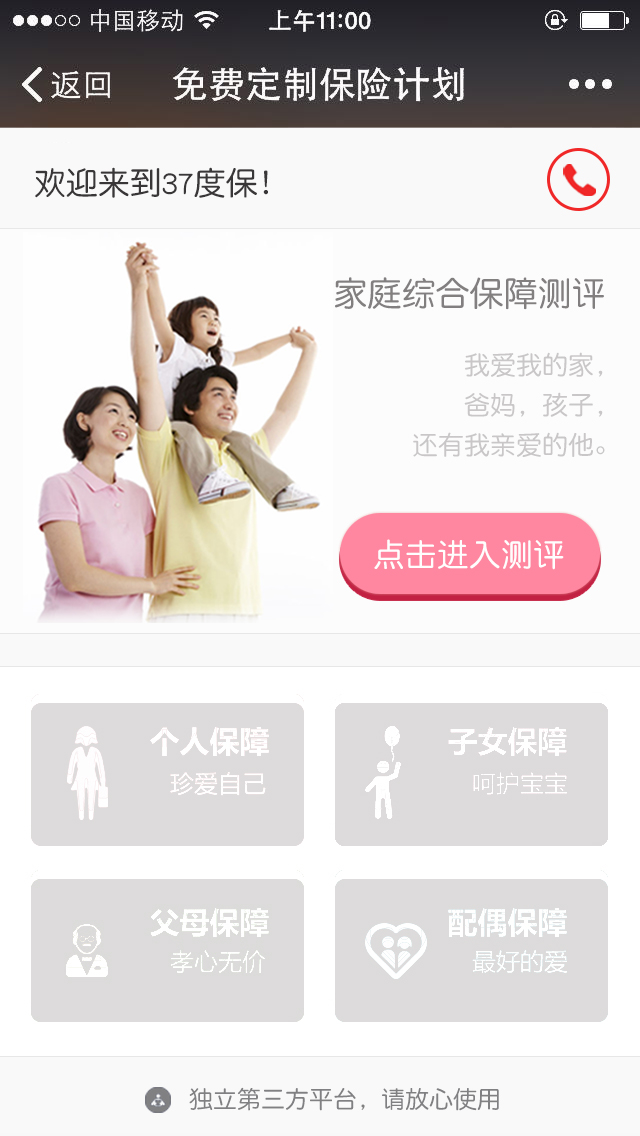 中国移动 上午11:00
返回 免费定制保险计划
欢迎来到37度保!
家庭综合保障测评
我爱我的家，
爸妈，孩子，
还有我亲爱的他。
点击进入测评
个人保障
珍爱自己
子女保障
呵护宝宝
父母保障
孝心无价
配偶保障
最好的爱
独立第三方平台，请放心使用